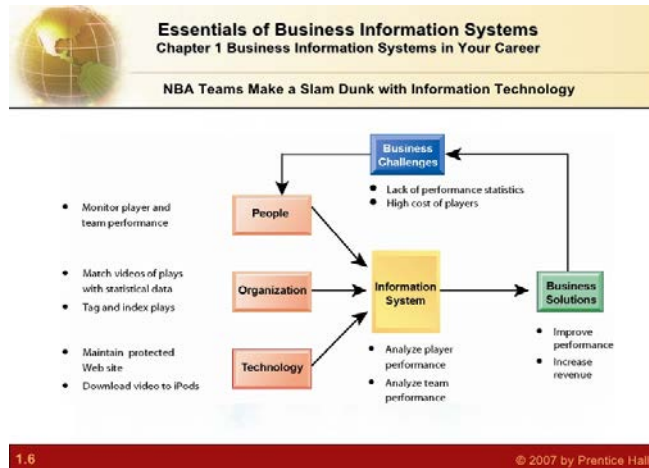 Essentials of Business Information Systems
Chapter 1 Business Information Systems in Your Career
NBA Teams Make a Slam Dunk with Information Technology
Business
Challenges
• Lack of performance statistics
• High cost of players
• Monitor player and
team performance
People
• Match videos of plays
with statistical data
• Tag and index plays
Organization
Information
System
Business
Solutions
• Improve
performance
• Increase
revenue
• Maintain protected
Web site
• Download video to iPods
Technology
• Analyze player
performance
• Analyze team
performance
1.6
© 2007 by Prentice Hall